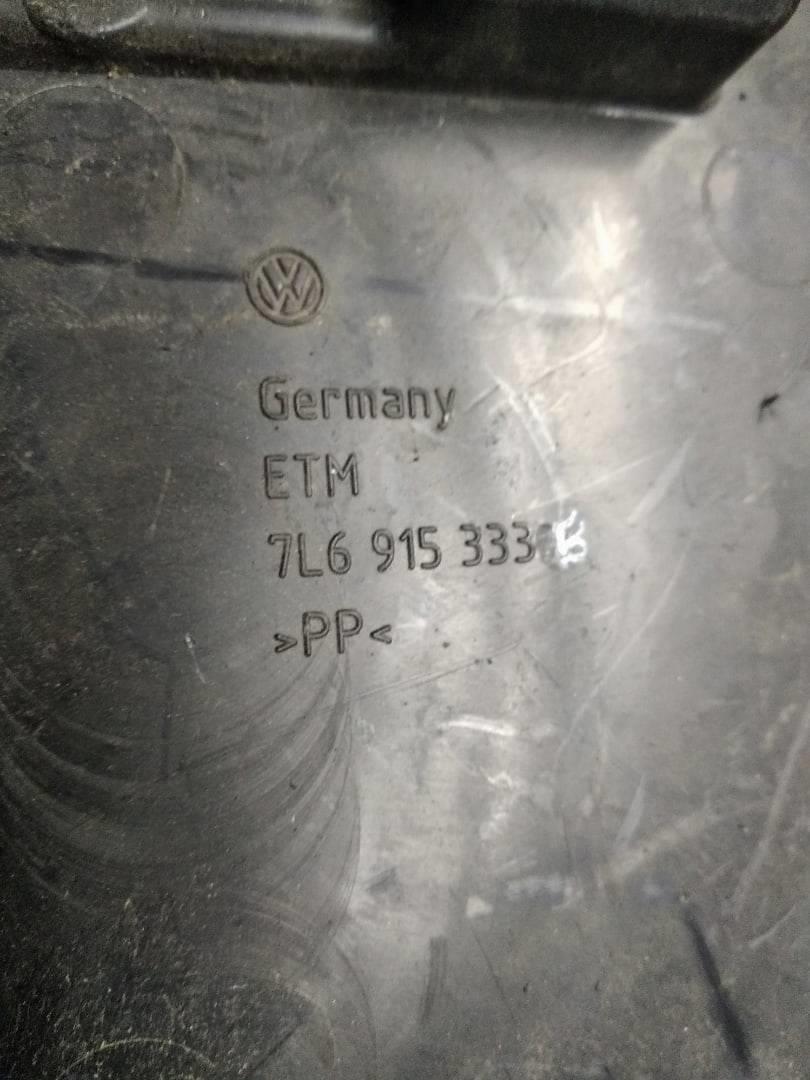 Germany
ETM
7L6 915 333
>PP<